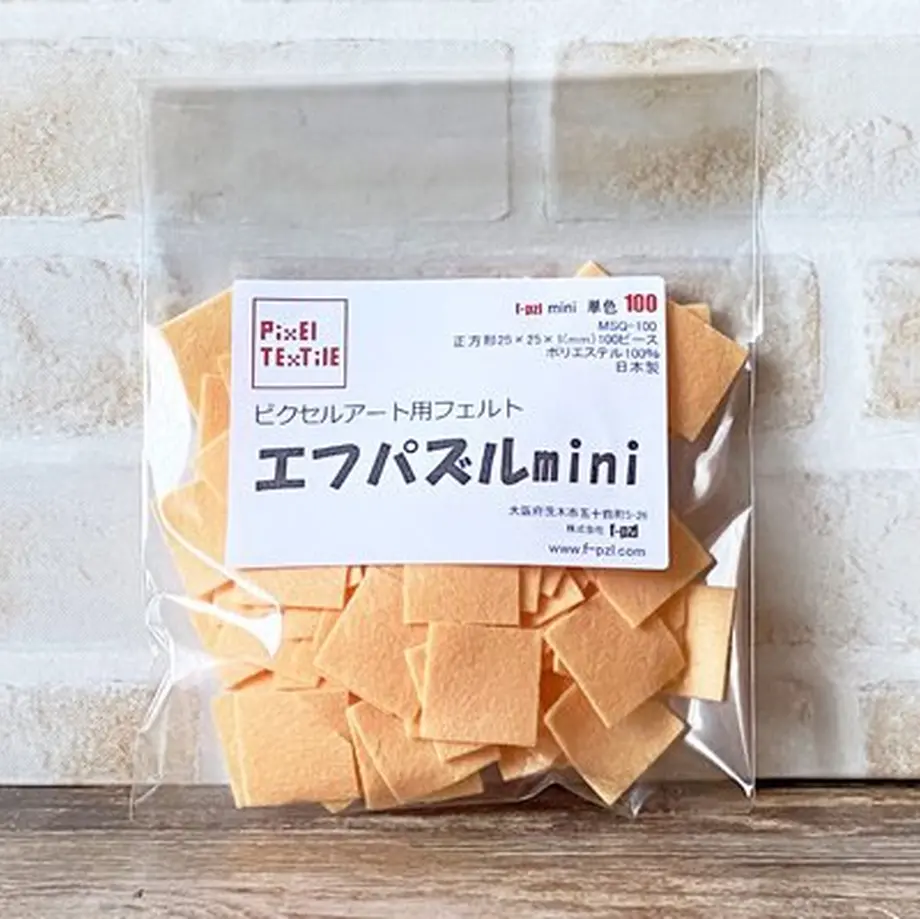 PixEl
TExTilE
f-pzl mini 単色 100
MSQ-100
正方形25×25×1(mm)100ピース
ポリエステル100%
日本製
ピクセルアート用フェルト
エフパズルmini
大阪府茨木市五十鈴町5-26
株式会社 f-pzl
www.f-pzl.com